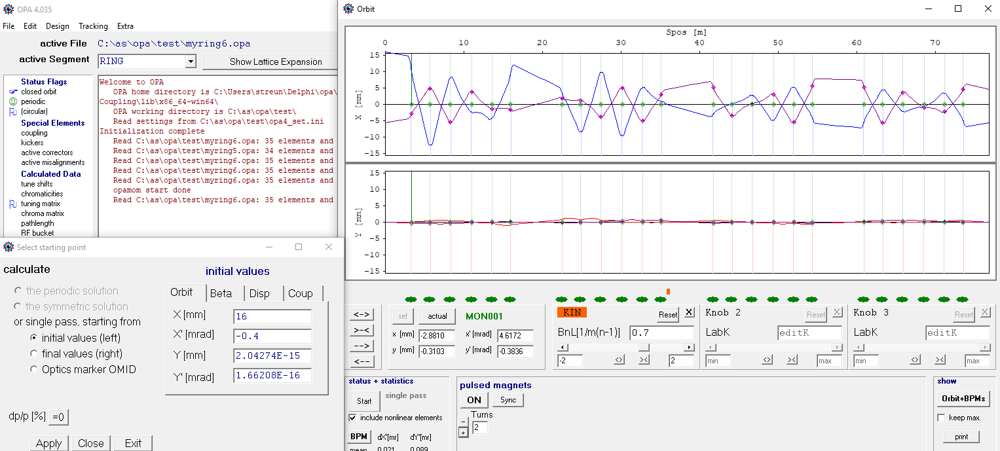 OPA 4.035
File Edit Design Tracking Extra
active File C:\as\opa\test\myring6.opa
active Segment RING Show Lattice Expansion
Status Flags
closed orbit
periodic
(circular)
Special Elements
coupling
kickers
active correctors
active misalignments
Calculated Data
tune shifts
chromaticities
tuning matrix
chroma matrix
pathlength
RF bucket
Welcome to OPA
OPA home directory is C:\Users\streun\Delphi\opa\
Coupling\lib\x86_64-win64\
OPA working directory is C:\as\opa\test\
Read settings from C:\as\opa\test\opa4_set.ini
Initialization complete
Read C:\as\opa\test\myring6.opa: 35 elements and
Read C:\as\opa\test\myring5.opa: 34 elements and
Read C:\as\opa\test\myring6.opa: 35 elements and
Read C:\as\opa\test\myring6.opa: 35 elements and
Read C:\as\opa\test\myring6.opa: 35 elements and
opamom start done
Read C:\as\opa\test\myring6.opa: 35 elements and
Select starting point
calculate
the periodic solution
the symmetric solution
or single pass, starting from
initial values (left)
final values (right)
Optics marker OMID
initial values
Orbit Beta Disp Coup
X [mm] 16
X' [mrad] -0.4
Y [mm] 2.04274E-15
Y' [mrad] 1.66208E-16
dp/p [%] =0
Apply Close Exit
Orbit
Spos [m]
0 10 20 30 40 50 60 70
15
10
5
0
-5
-10
-15
X [mm]
15
10
5
0
-5
-10
-15
Y [mm]
<->
>-<
-->
<--
set actual MON001
x [mm] -2.8810 x' [mrad] 4.6172
y [mm] -0.3103 y' [mrad] -0.3836
KIN Reset X
BnL[1/m(n-1)] 0.7
-2 <> >< 2
Knob 2 Reset X
LabK editK
min <> >< max
Knob 3 Reset X
LabK editK
min <> >< max
status + statistics
Start single pass
include nonlinear elements
BPM dX'[mr] dY'[mr]
mean 0.021 0.089
pulsed magnets
ON Sync
Turns
- 2
+
show
Orbit+BPMs
keep max.
print